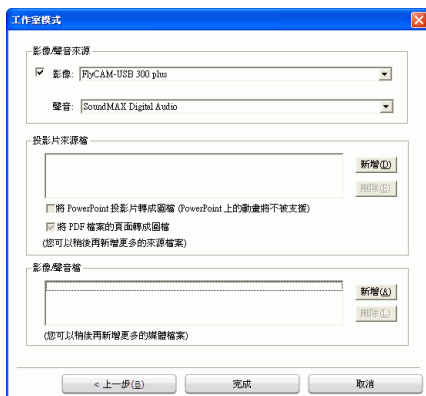 工作室模式
影像/聲音來源
影像: FlyCAM-USB 300 plus
聲音: SoundMAX Digital Audio
投影片來源檔
新增(D)
刪除(E)
將 PowerPoint 投影片轉成圖檔 (PowerPoint 上的動畫將不被支援)
將 PDF 檔案的頁面轉成圖檔
(您可以稍後再新增更多的來源檔案)
影像/聲音檔
新增(A)
刪除(L)
(您可以稍後再新增更多的媒體檔案)
< 上一步(B) 完成 取消